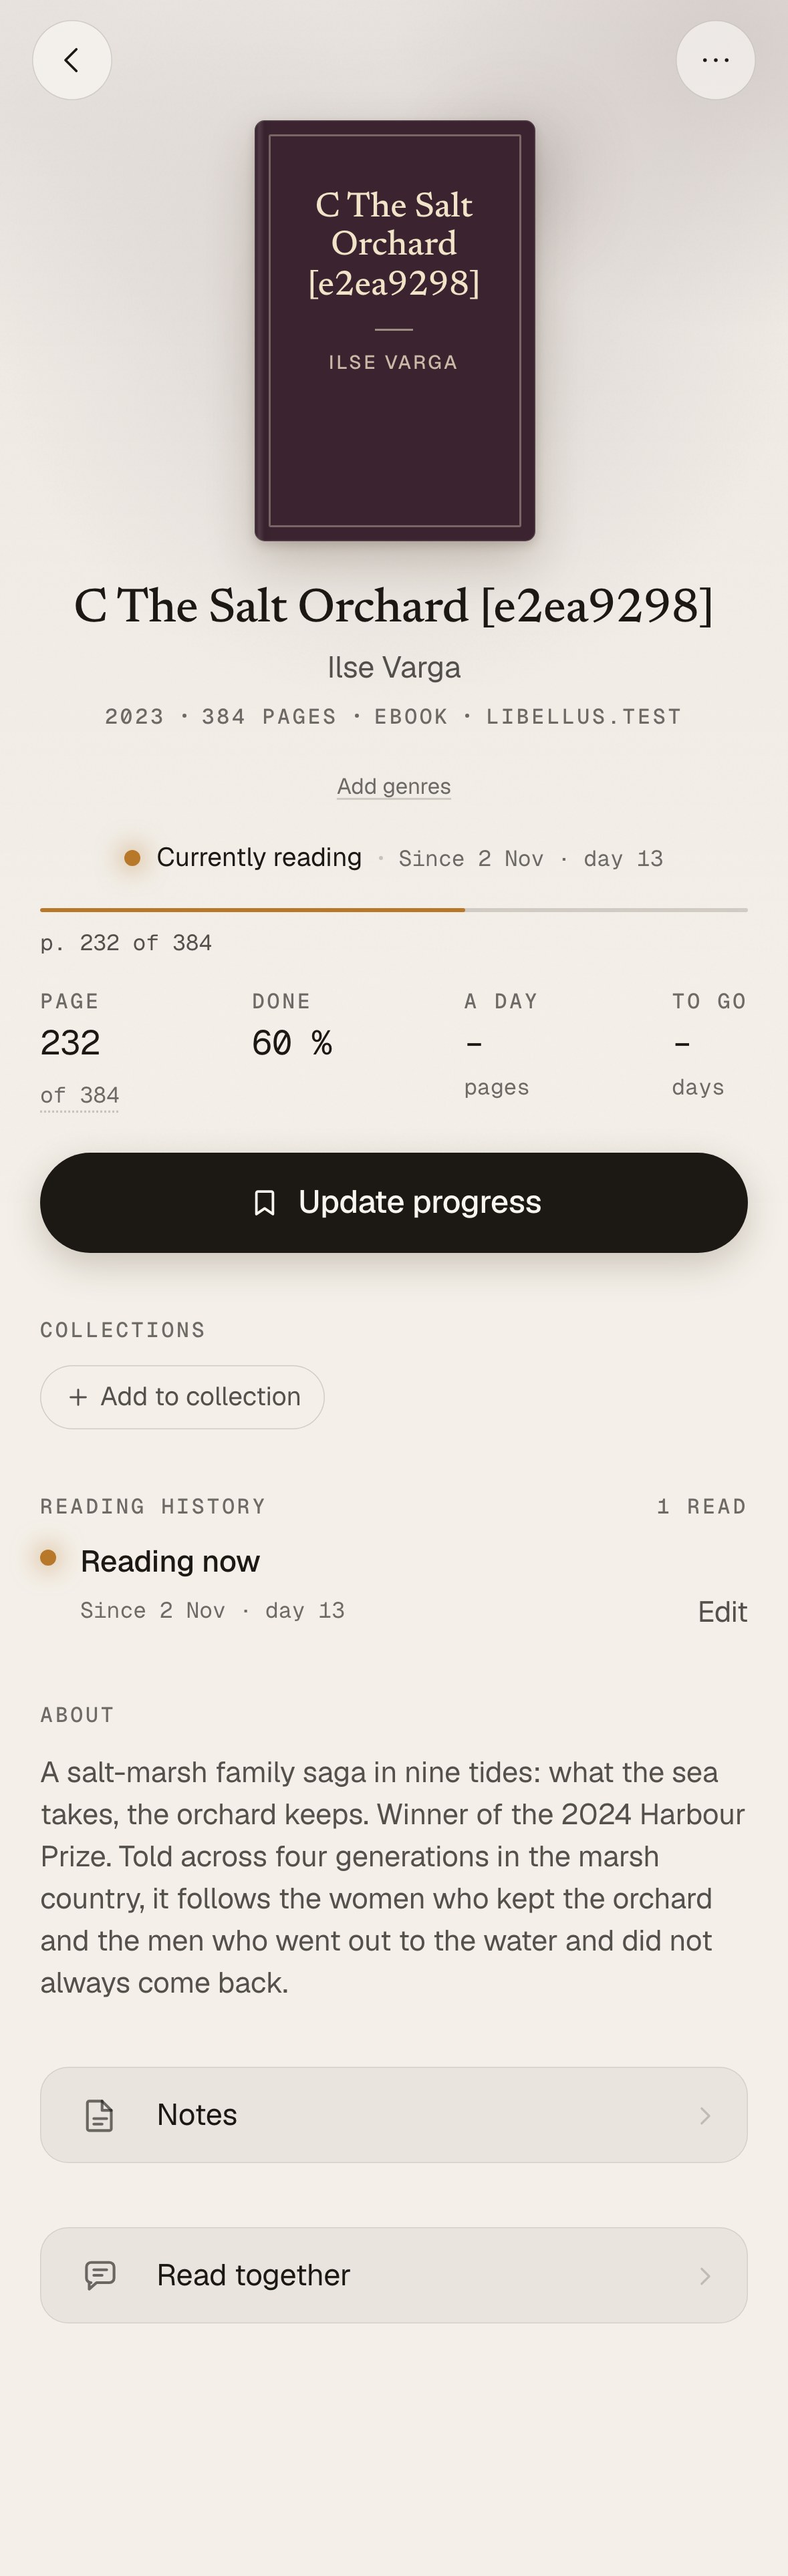 C The Salt
Orchard
[e2ea9298]
ILSE VARGA
C The Salt Orchard [e2ea9298]
Ilse Varga
2023 · 384 PAGES · EBOOK · LIBELLUS.TEST
Add genres
Currently reading · Since 2 Nov · day 13
p. 232 of 384
PAGE DONE A DAY TO GO
232 60 % – –
of 384 pages days
Update progress
COLLECTIONS
+ Add to collection
READING HISTORY 1 READ
Reading now
Since 2 Nov · day 13 Edit
ABOUT
A salt-marsh family saga in nine tides: what the sea
takes, the orchard keeps. Winner of the 2024 Harbour
Prize. Told across four generations in the marsh
country, it follows the women who kept the orchard
and the men who went out to the water and did not
always come back.
Notes
Read together